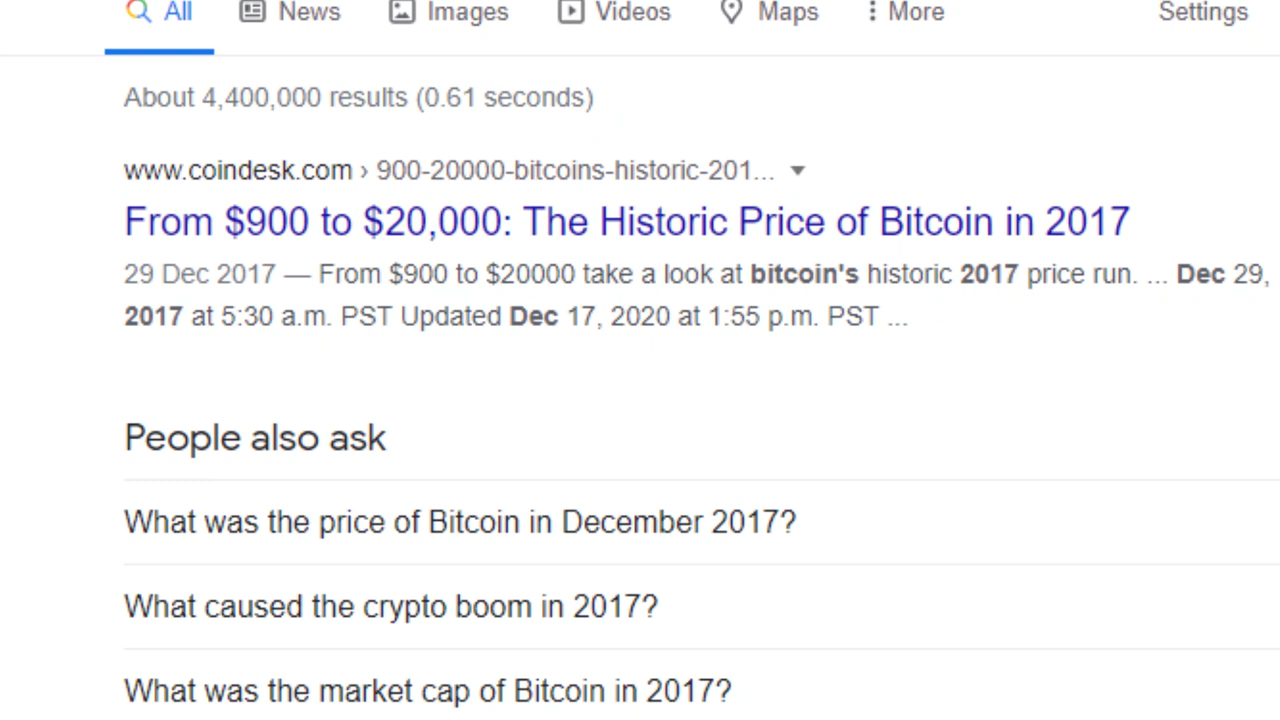 All News Images Videos Maps More Settings
About 4,400,000 results (0.61 seconds)
www.coindesk.com › 900-20000-bitcoins-historic-201...
From $900 to $20,000: The Historic Price of Bitcoin in 2017
29 Dec 2017 — From $900 to $20000 take a look at bitcoin's historic 2017 price run. ... Dec 29,
2017 at 5:30 a.m. PST Updated Dec 17, 2020 at 1:55 p.m. PST ...
People also ask
What was the price of Bitcoin in December 2017?
What caused the crypto boom in 2017?
What was the market cap of Bitcoin in 2017?